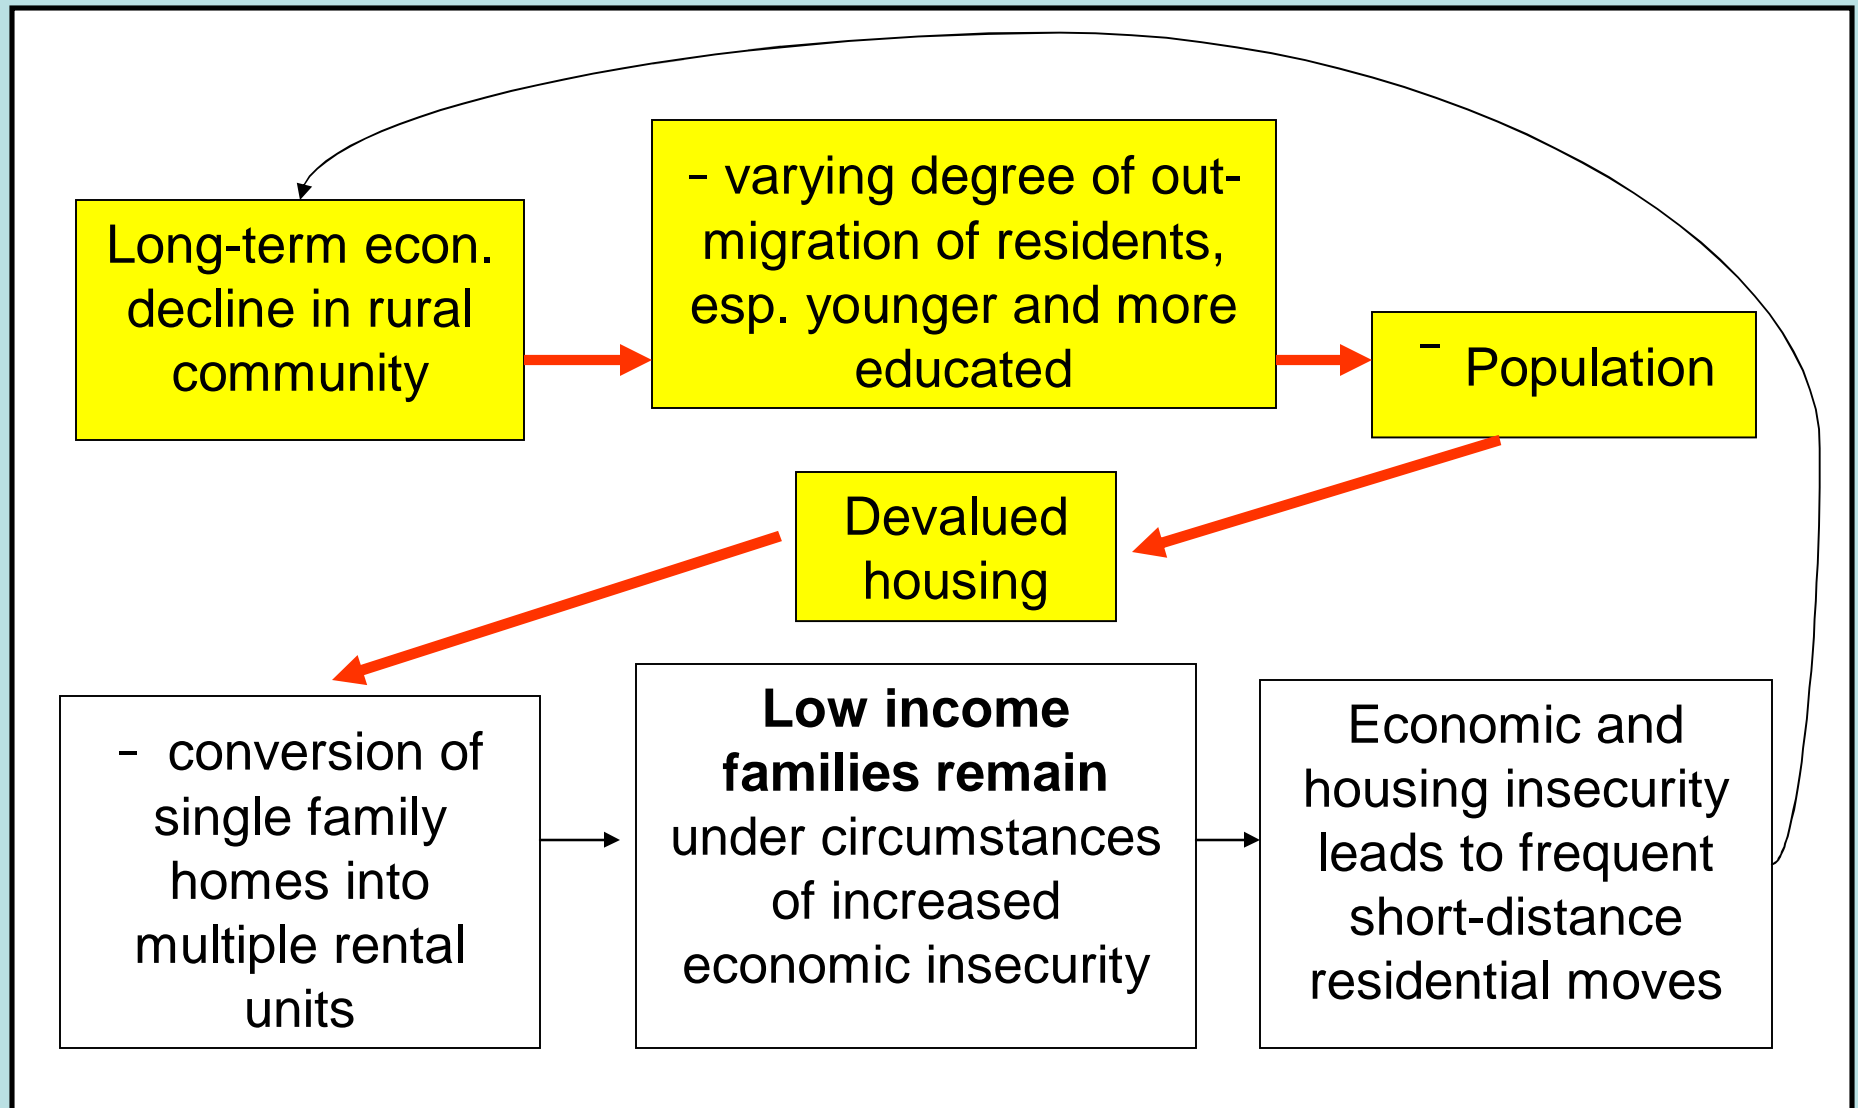 - varying degree of out-
migration of residents,
esp. younger and more
educated
Long-term econ.
decline in rural
community
- Population
Devalued
housing
- conversion of
single family
homes into
multiple rental
units
Low income
families remain
under circumstances
of increased
economic insecurity
Economic and
housing insecurity
leads to frequent
short-distance
residential moves